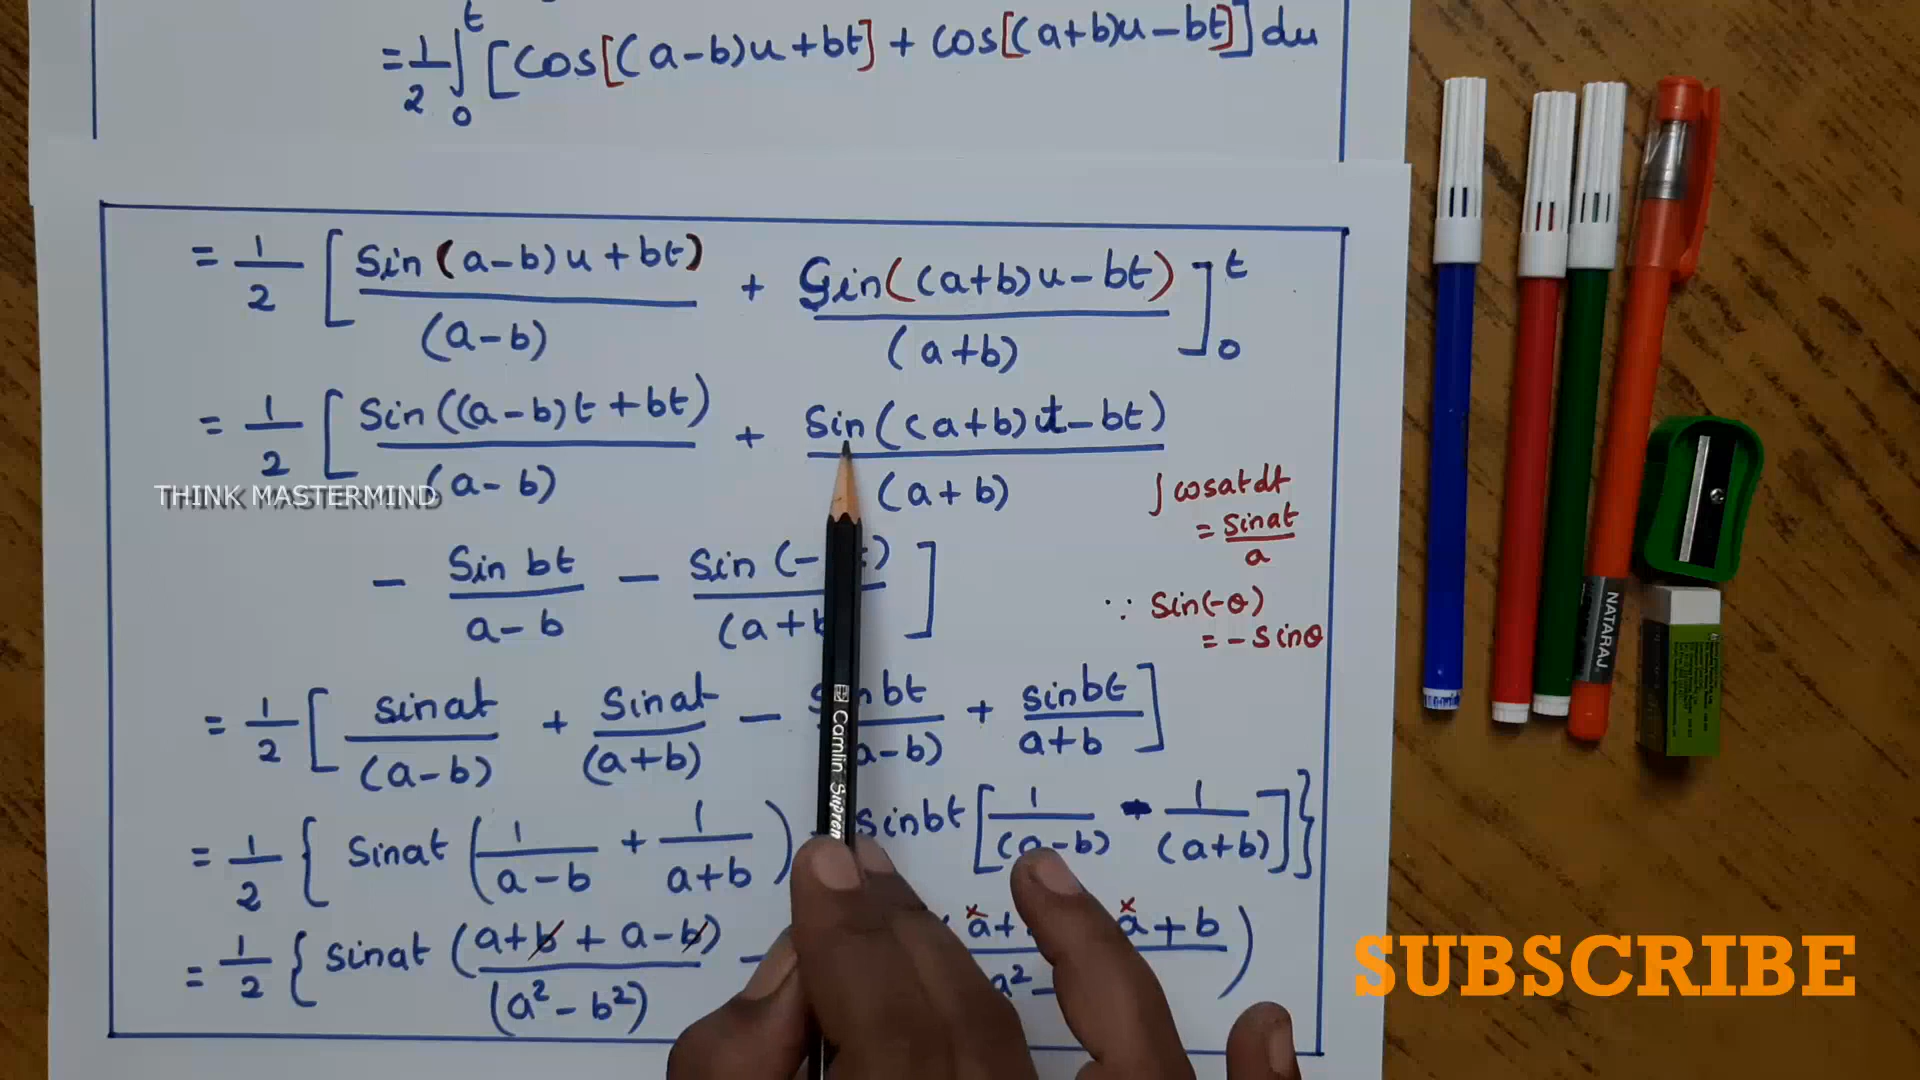 = 1/2 ∫₀ᵗ [cos[(a-b)u+bt] + cos[(a+b)u-bt]] du
= 1/2 [ Sin(a-b)u+bt) / (a-b) + Sin((a+b)u-bt) / (a+b) ]₀ᵗ
= 1/2 [ Sin((a-b)t+bt) / (a-b) + Sin((a+b)t-bt) / (a+b)
THINK MASTERMIND
∫cosat dt
= sinat / a
- Sin bt / a-b - Sin (- ) / (a+ ]
∵ Sin(-θ)
= -Sinθ
= 1/2 [ sinat / (a-b) + Sinat / (a+b) - bt / a-b) + sinbt / a+b ]
= 1/2 { Sinat ( 1 / a-b + 1 / a+b ) sinbt [ 1 / (a-b) - 1 / (a+b) ] }
= 1/2 { sinat (a+b + a-b) / (a²-b²) - a+ a+b / a²- )
SUBSCRIBE
NATARAJ
Camlin Supreme